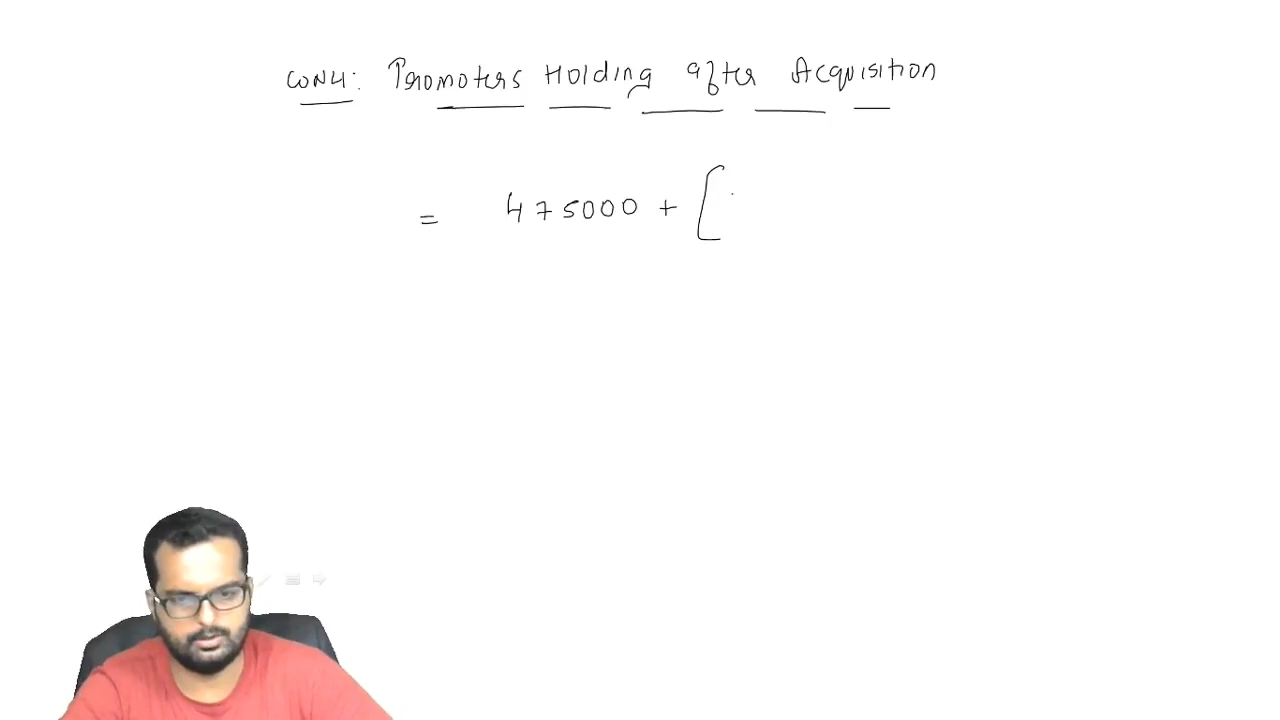 WN4: Promoters Holding after Acquisition
= 475000 + [